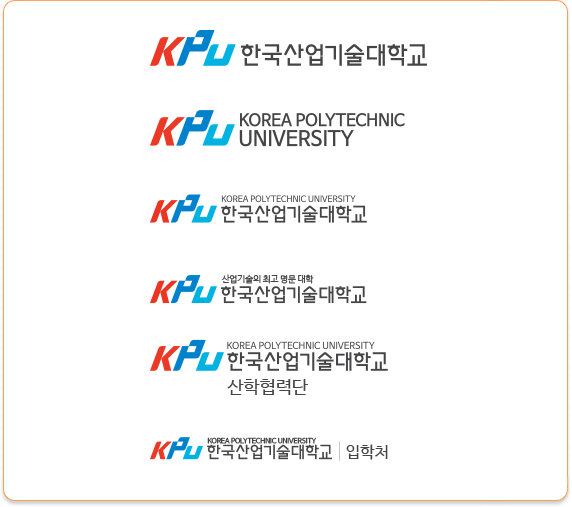 KPU 한국산업기술대학교
KPU KOREA POLYTECHNIC
UNIVERSITY
KPU KOREA POLYTECHNIC UNIVERSITY
한국산업기술대학교
KPU 산업기술의 최고 명문 대학
한국산업기술대학교
KPU KOREA POLYTECHNIC UNIVERSITY
한국산업기술대학교
산학협력단
KPU KOREA POLYTECHNIC UNIVERSITY
한국산업기술대학교 | 입학처